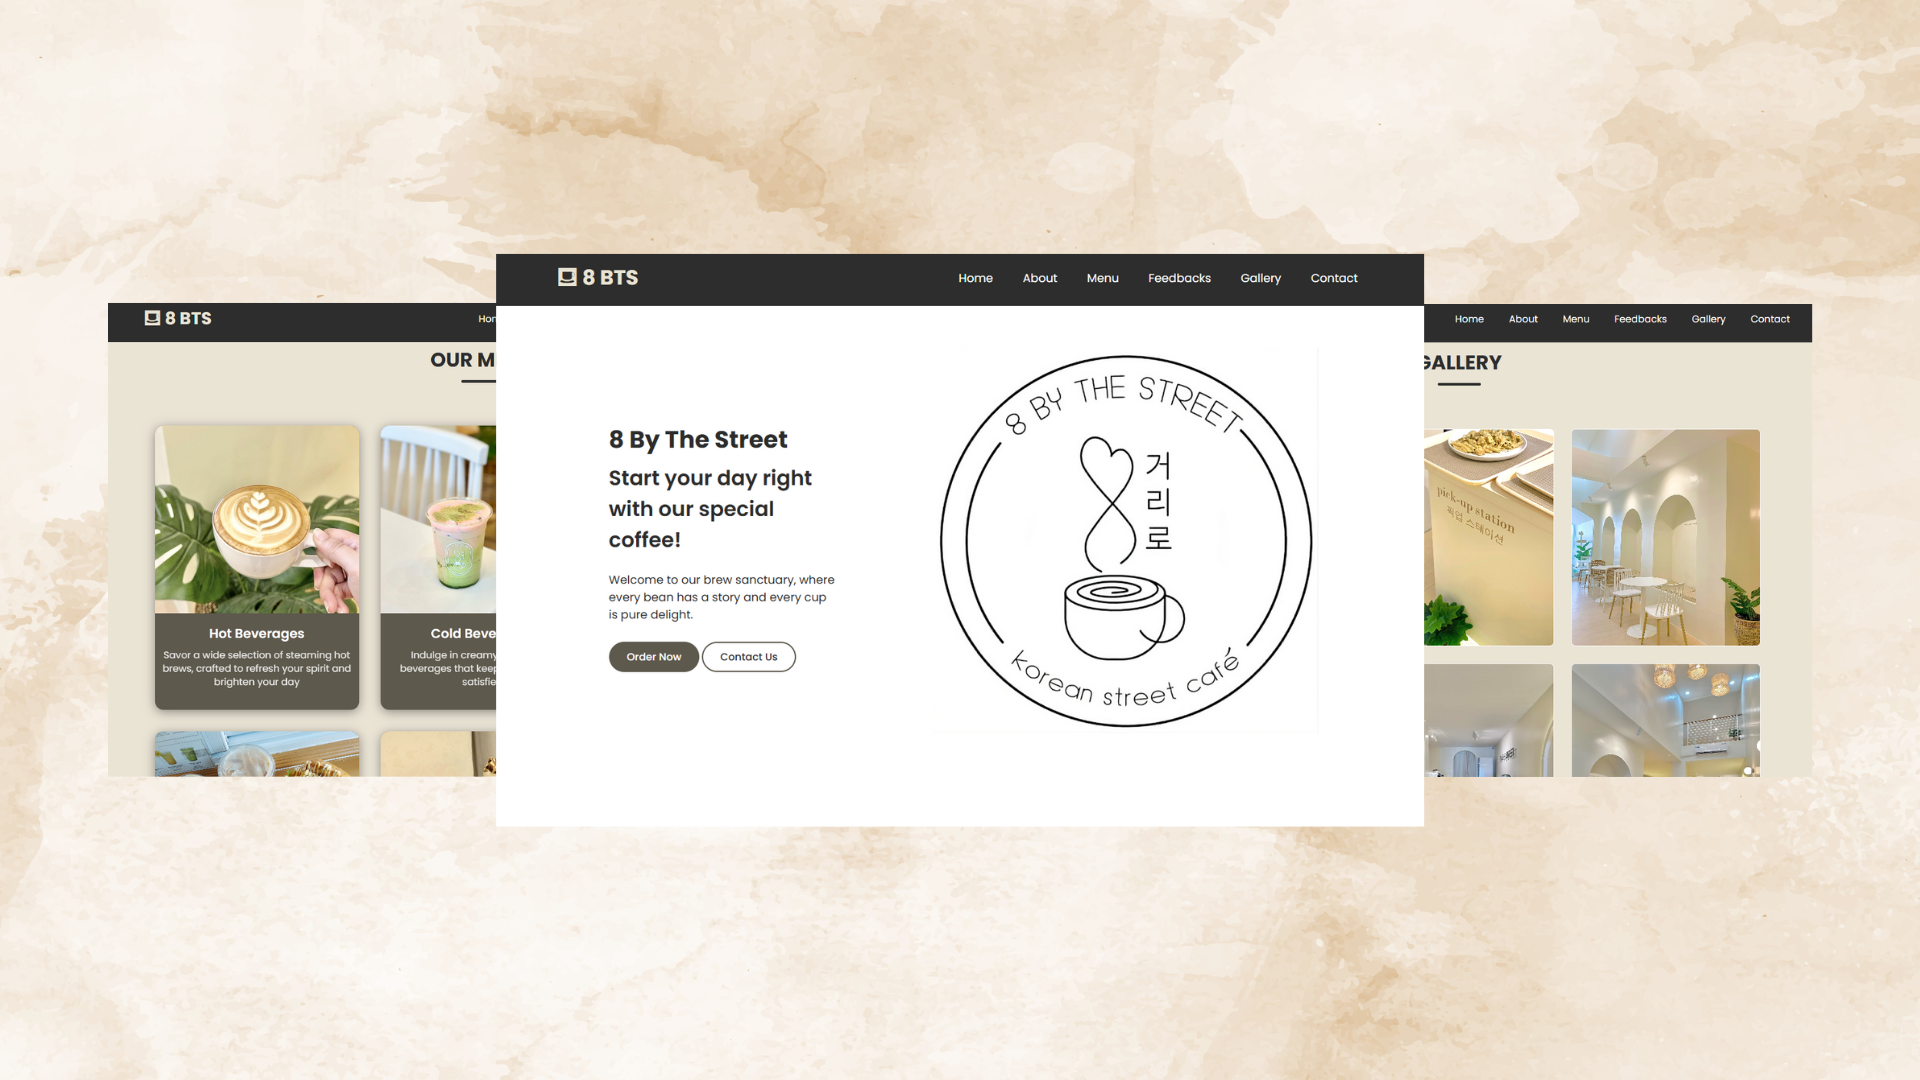 8 BTS
Home About Menu Feedbacks Gallery Contact
8 By The Street
Start your day right
with our special
coffee!
Welcome to our brew sanctuary, where
every bean has a story and every cup
is pure delight.
Order Now Contact Us
8 BY THE STREET
거
리
로
korean street café
8 BTS
OUR M
Hot Beverages
Savor a wide selection of steaming hot
brews, crafted to refresh your spirit and
brighten your day
Cold Beve
Indulge in creamy
beverages that keep
satisfie
Home About Menu Feedbacks Gallery Contact
GALLERY
pick-up station
픽업 스테이션